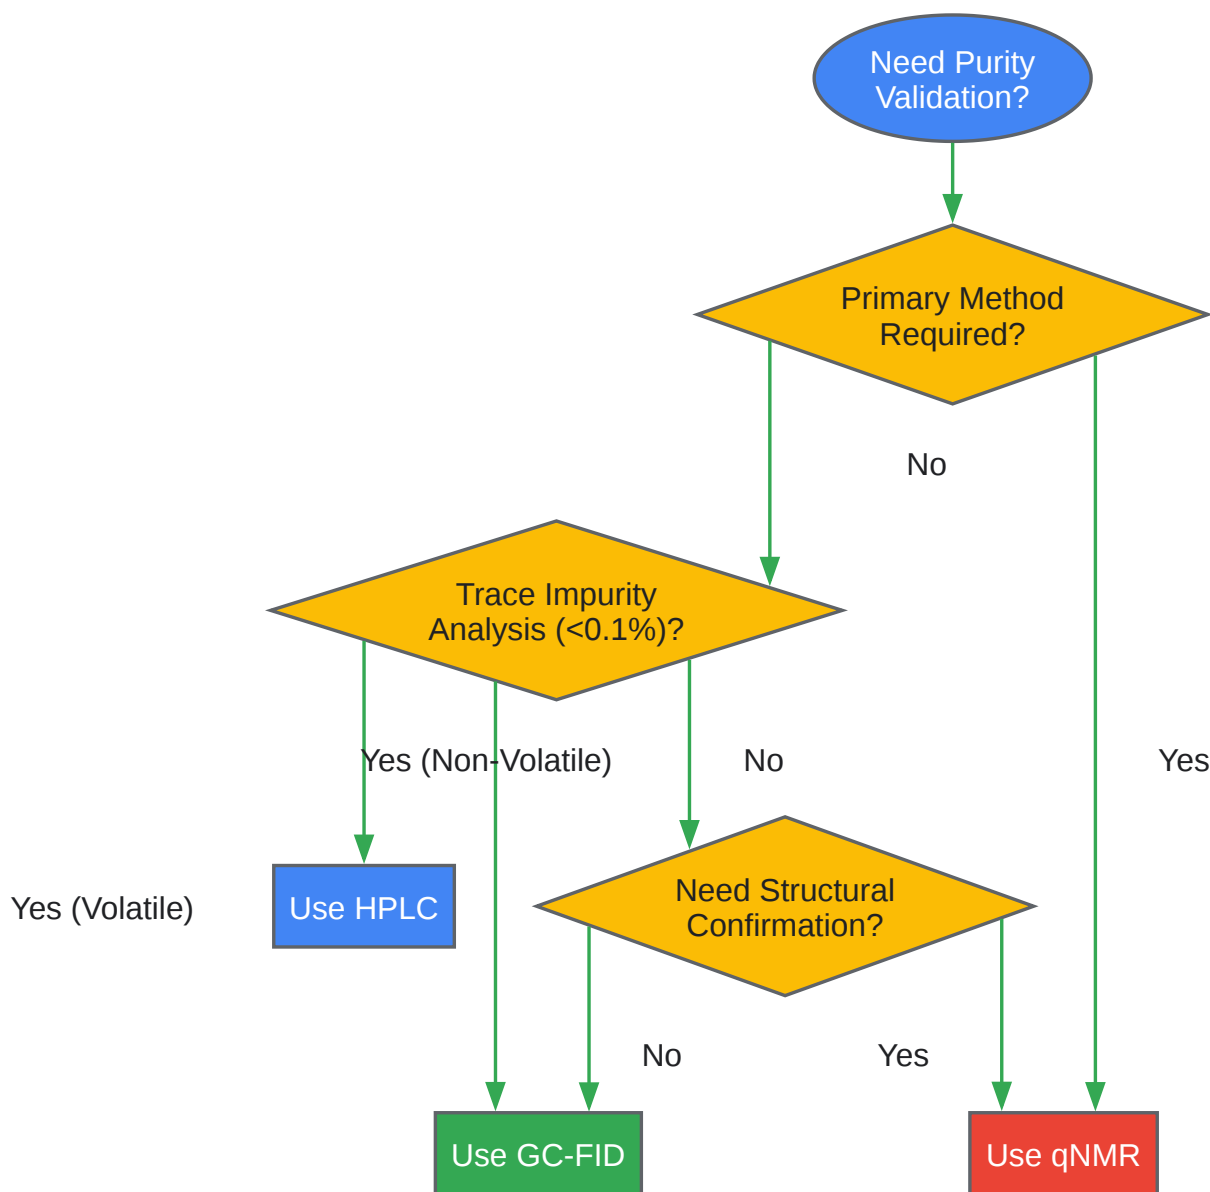 Need Purity
Validation?
Primary Method
Required?
No
Trace Impurity
Analysis (<0.1%)?
Yes (Non-Volatile)
No
Yes
Yes (Volatile)
Use HPLC
Need Structural
Confirmation?
No
Yes
Use GC-FID
Use qNMR